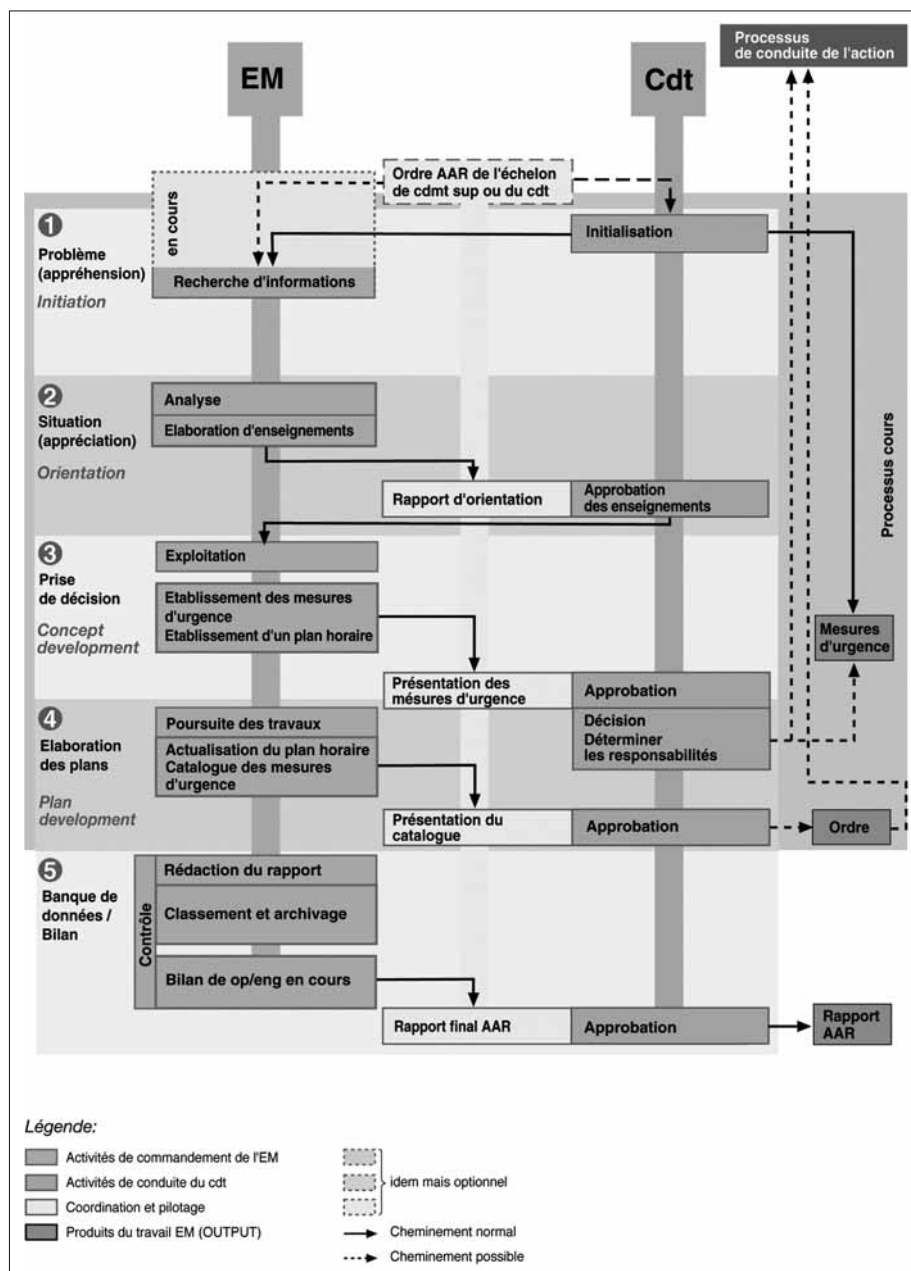 Processus
de conduite de l'action
EM
Cdt
Ordre AAR de l'échelon
de cdmt sup ou du cdt
en cours
1
Problème
(appréhension)
Initiation
Initialisation
Recherche d'informations
2
Situation
(appréciation)
Orientation
Analyse
Elaboration d'enseignements
Rapport d'orientation
Approbation
des enseignements
Processus cours
3
Prise
de décision
Concept
development
Exploitation
Etablissement des mesures
d'urgence
Etablissement d'un plan horaire
Mesures
d'urgence
Présentation des
mésures d'urgence
Approbation
4
Elaboration
des plans
Plan
development
Poursuite des travaux
Actualisation du plan horaire
Catalogue des mesures
d'urgence
Décision
Déterminer
les responsabilités
Présentation du
catalogue
Approbation
Ordre
5
Banque de
données /
Bilan
Contrôle
Rédaction du rapport
Classement et archivage
Bilan de op/eng en cours
Rapport final AAR
Approbation
Rapport
AAR
Légende:
Activités de commandement de l'EM
Activités de conduite du cdt
Coordination et pilotage
Produits du travail EM (OUTPUT)
idem mais optionnel
Cheminement normal
Cheminement possible